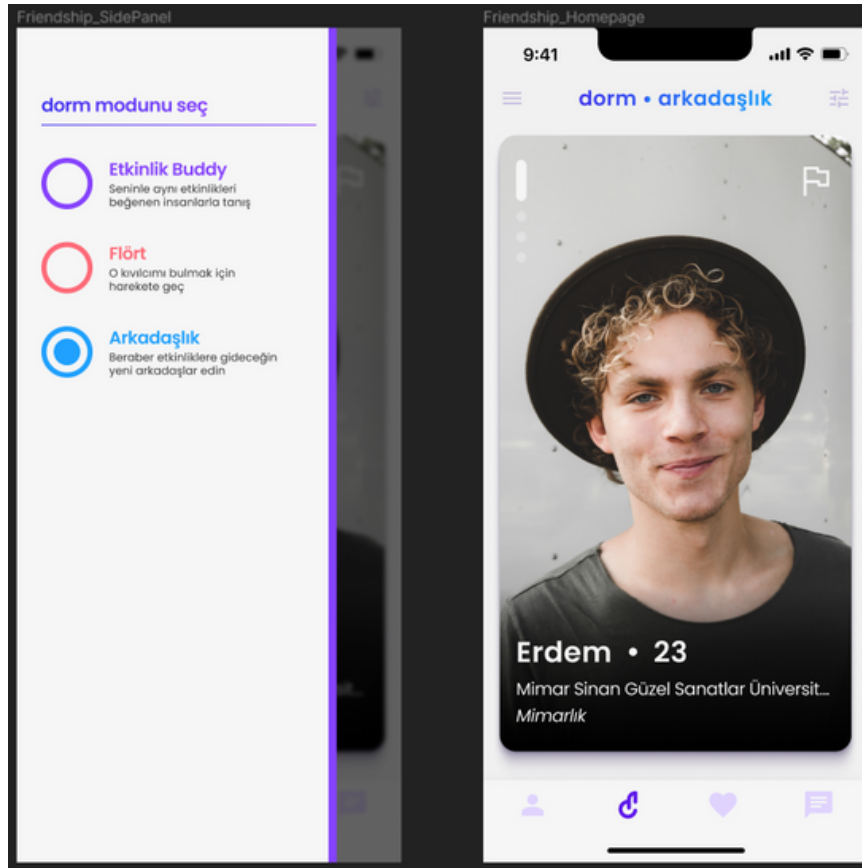 Friendship_SidePanel
dorm modunu seç
Etkinlik Buddy
Seninle aynı etkinlikleri
beğenen insanlarla tanış
Flört
O kıvılcımı bulmak için
harekete geç
Arkadaşlık
Beraber etkinliklere gideceğin
yeni arkadaşlar edin
Friendship_Homepage
9:41
dorm • arkadaşlık
Erdem • 23
Mimar Sinan Güzel Sanatlar Üniversit...
Mimarlık